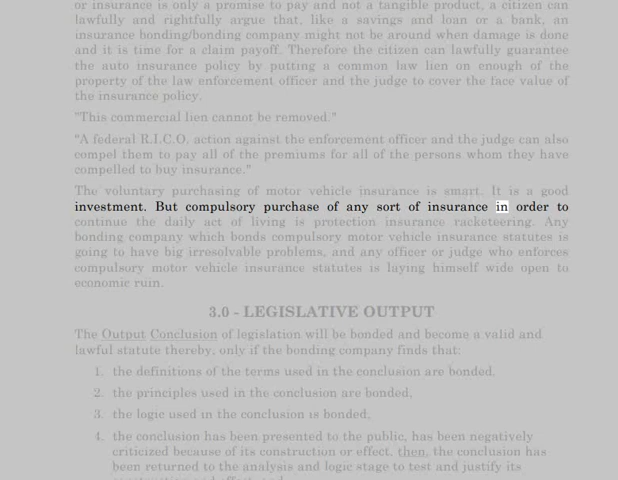 or insurance is only a promise to pay and not a tangible product, a citizen can
lawfully and rightfully argue that, like a savings and loan or a bank, an
insurance bonding/bonding company might not be around when damage is done
and it is time for a claim payoff. Therefore the citizen can lawfully guarantee
the auto insurance policy by putting a common law lien on enough of the
property of the law enforcement officer and the judge to cover the face value of
the insurance policy.
"This commercial lien cannot be removed."
"A federal R.I.C.O. action against the enforcement officer and the judge can also
compel them to pay all of the premiums for all of the persons whom they have
compelled to buy insurance."
The voluntary purchasing of motor vehicle insurance is smart. It is a good
investment. But compulsory purchase of any sort of insurance in order to
continue the daily act of living is protection insurance racketeering. Any
bonding company which bonds compulsory motor vehicle insurance statutes is
going to have big irresolvable problems, and any officer or judge who enforces
compulsory motor vehicle insurance statutes is laying himself wide open to
economic ruin.
3.0 - LEGISLATIVE OUTPUT
The Output Conclusion of legislation will be bonded and become a valid and
lawful statute thereby, only if the bonding company finds that:
1. the definitions of the terms used in the conclusion are bonded,
2. the principles used in the conclusion are bonded,
3. the logic used in the conclusion is bonded,
4. the conclusion has been presented to the public, has been negatively
criticized because of its construction or effect, then, the conclusion has
been returned to the analysis and logic stage to test and justify its